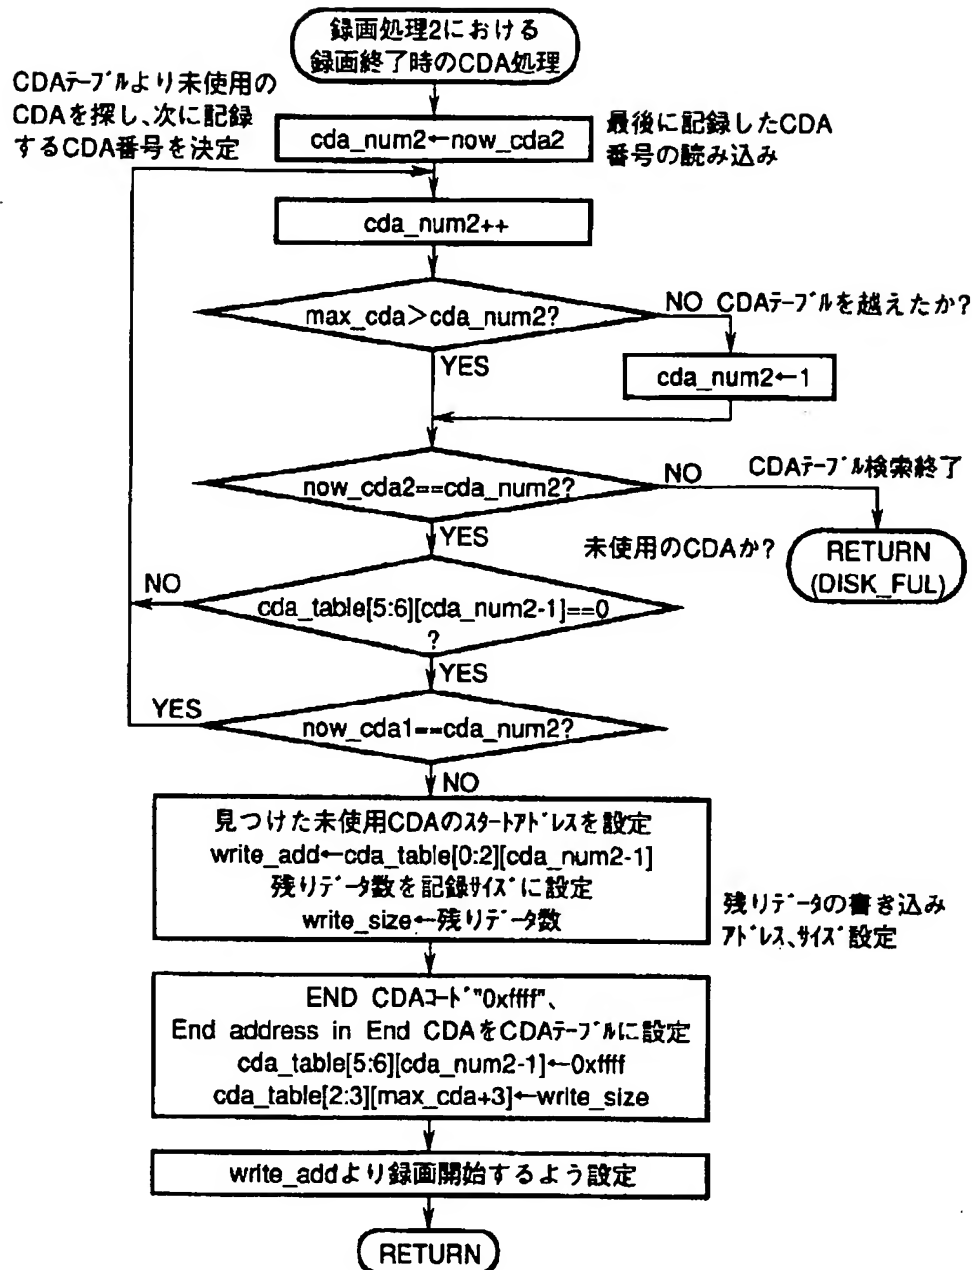 録画処理2における
録画終了時のCDA処理
CDAﾃｰﾌﾞﾙより未使用の
CDAを探し、次に記録
するCDA番号を決定
cda_num2←now_cda2
最後に記録したCDA
番号の読み込み
cda_num2++
max_cda>cda_num2?
NO CDAﾃｰﾌﾞﾙを越えたか?
YES
cda_num2←1
now_cda2==cda_num2?
NO
CDAﾃｰﾌﾞﾙ検索終了
YES
未使用のCDAか?
RETURN
(DISK_FUL)
NO
cda_table[5:6][cda_num2-1]==0
?
YES
YES
now_cda1==cda_num2?
NO
見つけた未使用CDAのｽﾀｰﾄｱﾄﾞﾚｽを設定
write_add←cda_table[0:2][cda_num2-1]
残りﾃﾞｰﾀ数を記録ｻｲｽﾞに設定
write_size←残りﾃﾞｰﾀ数
残りﾃﾞｰﾀの書き込み
ｱﾄﾞﾚｽ、ｻｲｽﾞ設定
END CDAｺｰﾄﾞ"0xffff"、
End address in End CDAをCDAﾃｰﾌﾞﾙに設定
cda_table[5:6][cda_num2-1]←0xffff
cda_table[2:3][max_cda+3]←write_size
write_addより録画開始するよう設定
RETURN